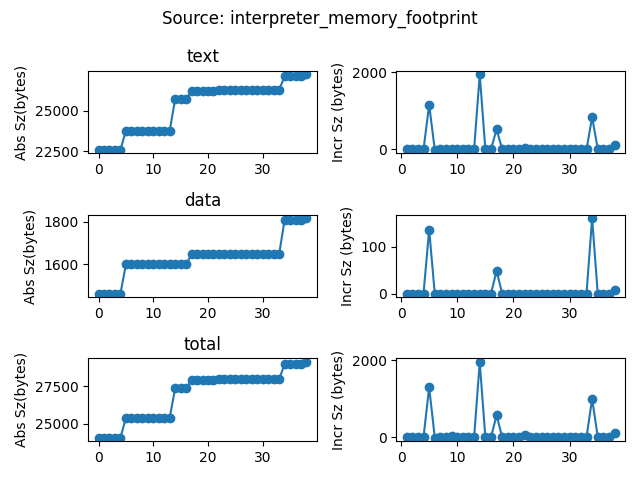 Source: interpreter_memory_footprint
text
Abs Sz(bytes)
25000
22500
0 10 20 30
Incr Sz (bytes)
2000
0
0 10 20 30
data
Abs Sz(bytes)
1800
1600
0 10 20 30
Incr Sz (bytes)
100
0
0 10 20 30
total
Abs Sz(bytes)
27500
25000
0 10 20 30
Incr Sz (bytes)
2000
0
0 10 20 30